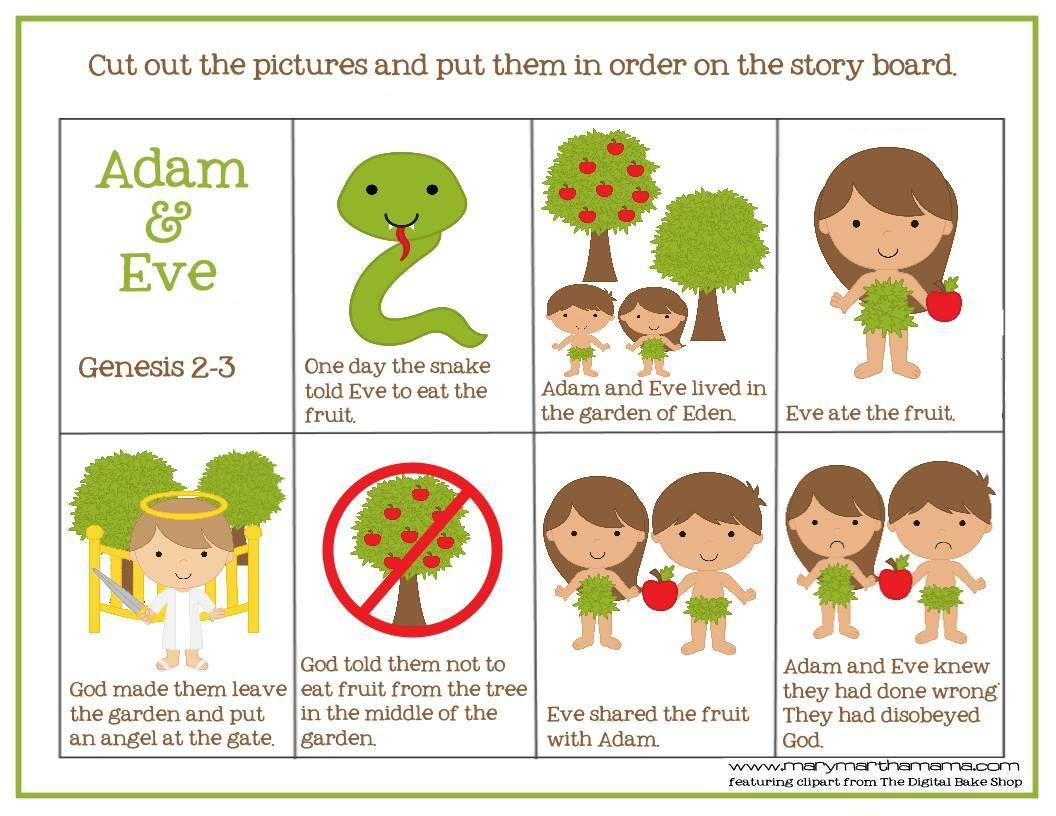 Cut out the pictures and put them in order on the story board.
Adam
&
Eve
Genesis 2-3
One day the snake
told Eve to eat the
fruit.
Adam and Eve lived in
the garden of Eden.
Eve ate the fruit.
God made them leave
the garden and put
an angel at the gate.
God told them not to
eat fruit from the tree
in the middle of the
garden.
Eve shared the fruit
with Adam.
Adam and Eve knew
they had done wrong.
They had disobeyed
God.
www.marymarthamama.com
featuring clipart from The Digital Bake Shop